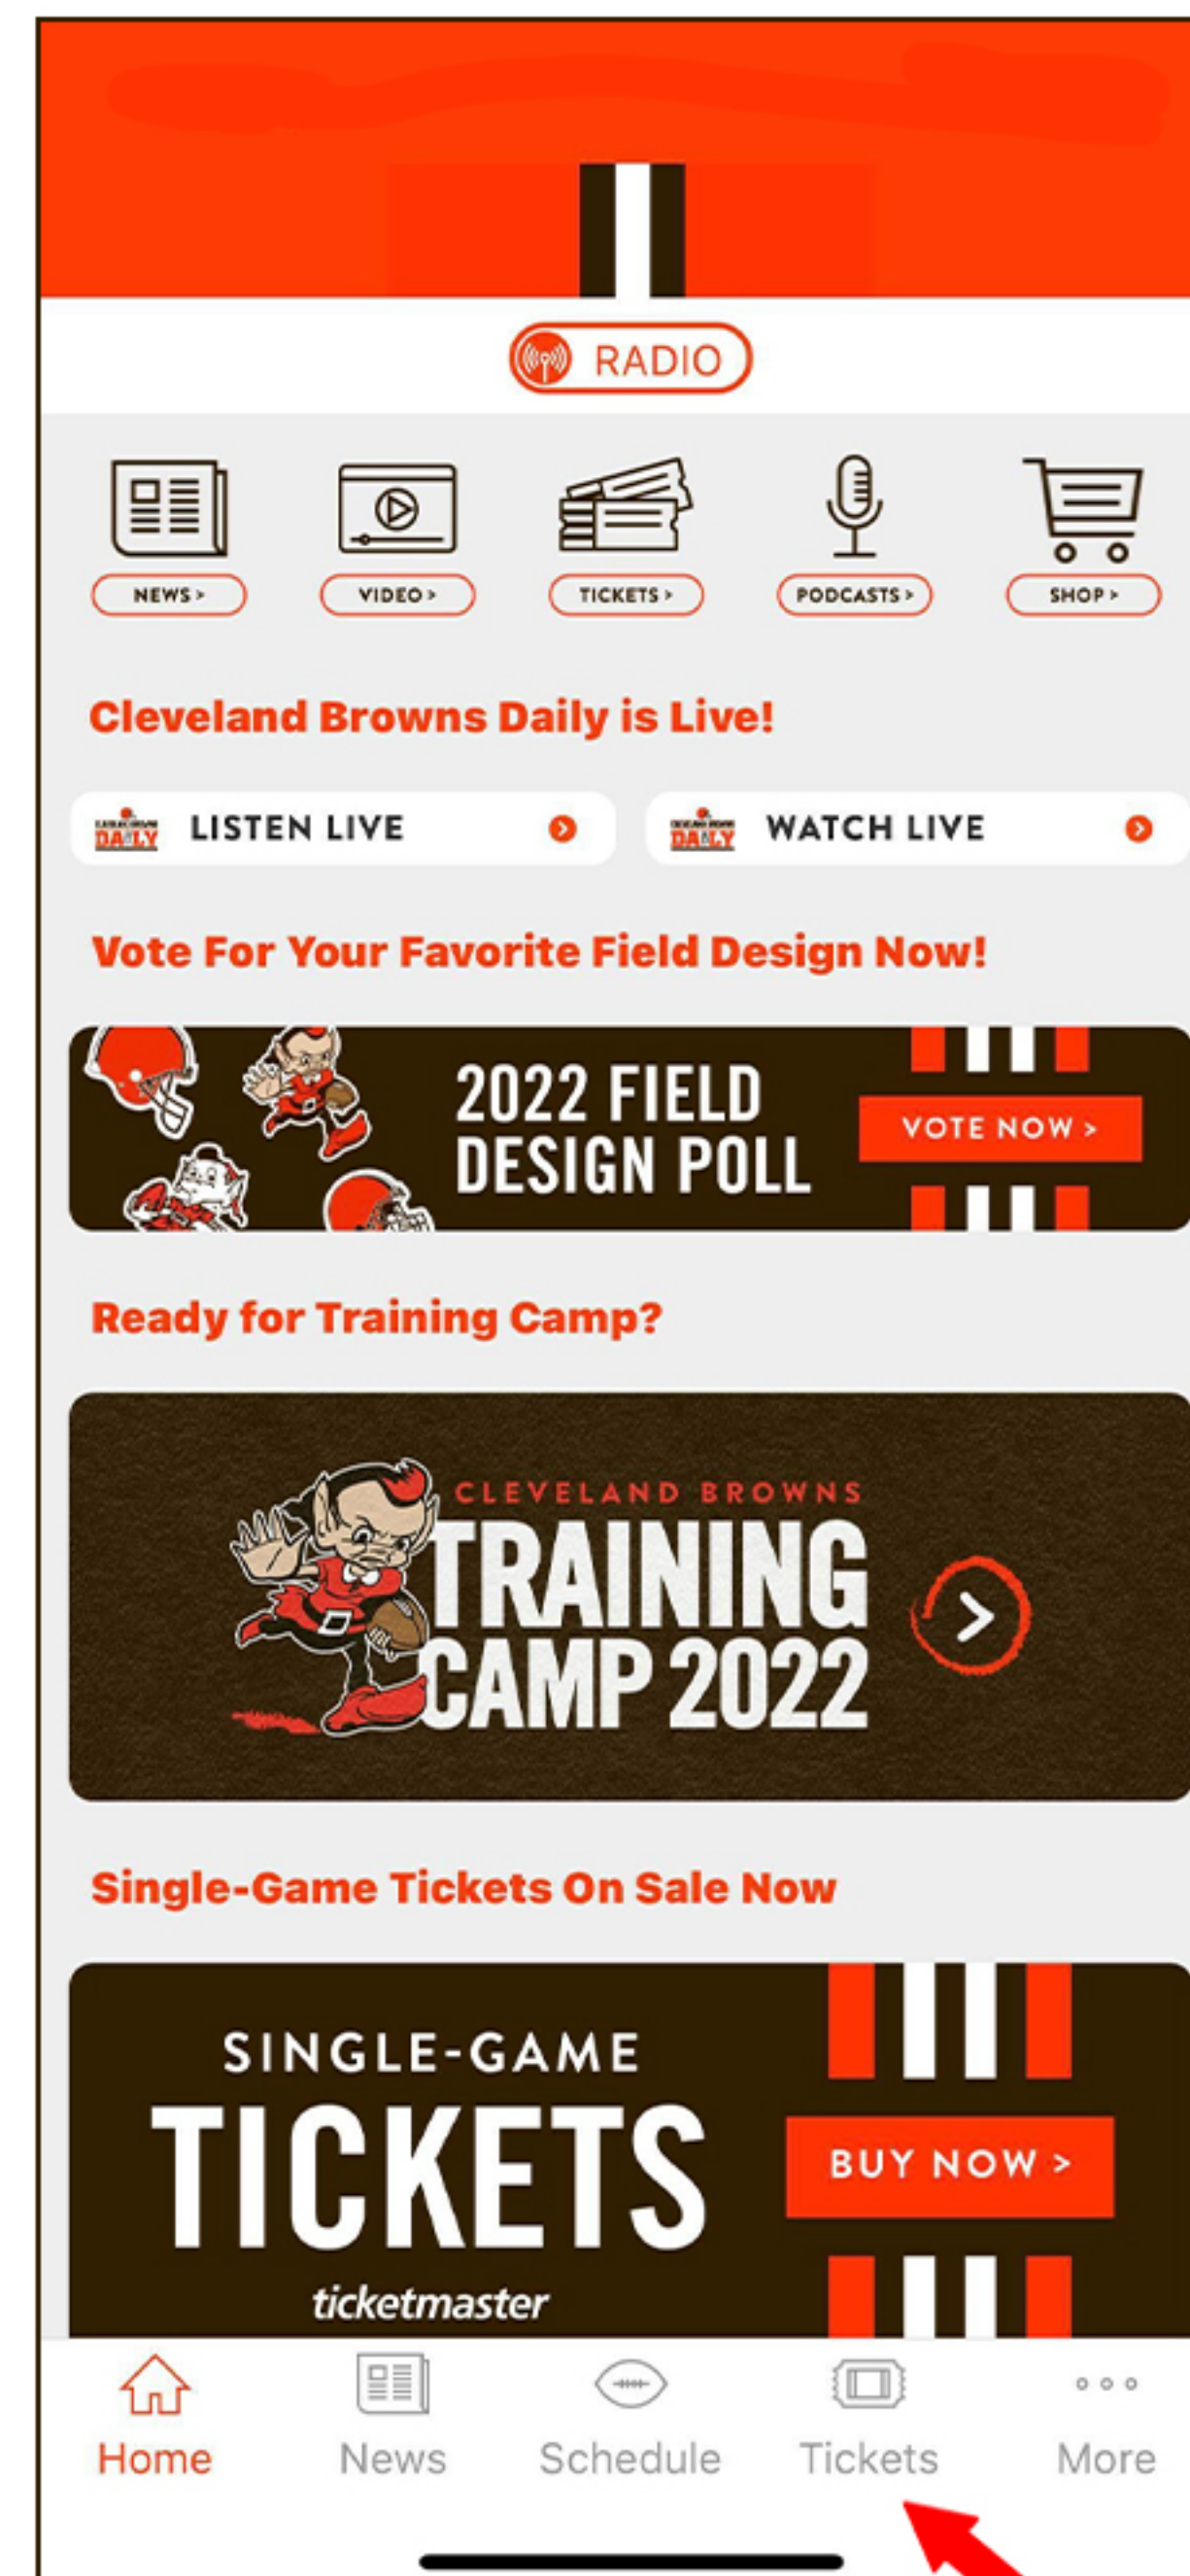 RADIO
NEWS >
VIDEO >
TICKETS >
PODCASTS >
SHOP >
Cleveland Browns Daily is Live!
DAILY LISTEN LIVE
DAILY WATCH LIVE
Vote For Your Favorite Field Design Now!
2022 FIELD
DESIGN POLL
VOTE NOW >
Ready for Training Camp?
CLEVELAND BROWNS
TRAINING
CAMP 2022
Single-Game Tickets On Sale Now
SINGLE-GAME
TICKETS
ticketmaster
BUY NOW >
Home
News
Schedule
Tickets
More